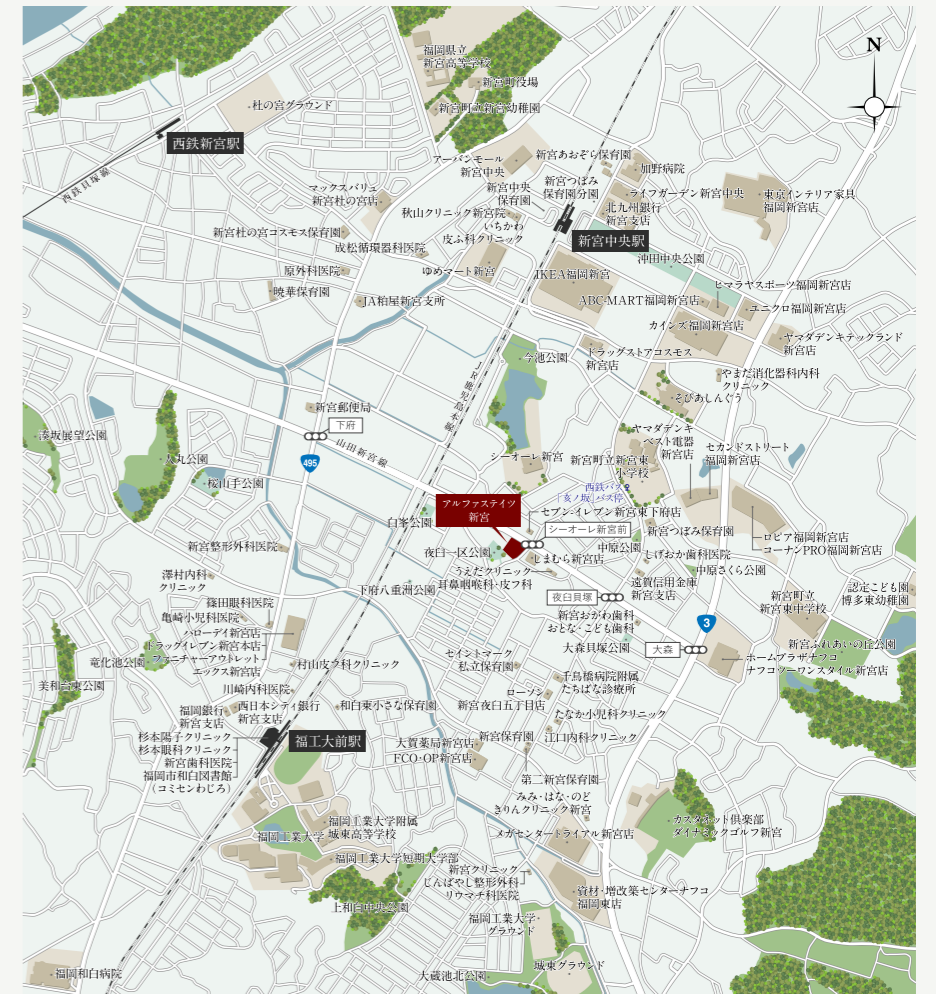 N
福岡県立
新宮高等学校
新宮町役場
新宮町立新宮幼稚園
杜の宮グラウンド
西鉄新宮駅
西鉄貝塚線
アーバンモール
新宮中央
新宮あおぞら保育園
加野病院
新宮つぼみ
保育園分園
新宮中央
保育園
マックスバリュ
新宮杜の宮店
ライフガーデン新宮中央
東京インテリア家具
福岡新宮店
北九州銀行
新宮支店
秋山クリニック新宮院
いちかわ
皮ふ科クリニック
新宮杜の宮コスモス保育園
成松循環器科医院
新宮中央駅
沖田中央公園
原外科医院
ゆめマート新宮
IKEA福岡新宮
暁華保育園
JA粕屋新宮支所
ABC-MART福岡新宮店
ヒマラヤスポーツ福岡新宮店
ユニクロ福岡新宮店
カインズ福岡新宮店
ヤマダデンキテックランド
新宮店
今池公園
ドラッグストアコスモス
新宮店
JR鹿児島本線
やまだ消化器科内科
クリニック
そぴあしんぐう
新宮郵便局
下府
山田新宮線
495
湊坂展望公園
人丸公園
桜山手公園
ヤマダデンキ
ベスト電器
新宮店
セカンドストリート
福岡新宮店
シーオーレ新宮
新宮町立新宮東
小学校
西鉄バス
「亥ノ坂」バス停
アルファステイツ
新宮
セブン-イレブン新宮東下府店
シーオーレ新宮前
白峯公園
新宮つぼみ保育園
ロピア福岡新宮店
コーナンPRO福岡新宮店
中原公園
夜臼一区公園
しまむら新宮店
しげおか歯科医院
中原さくら公園
新宮整形外科医院
うえだクリニック
耳鼻咽喉科・皮フ科
澤村内科
クリニック
下府八重洲公園
遠賀信用金庫
新宮支店
夜臼貝塚
認定こども園
博多東幼稚園
新宮町立
新宮東中学校
篠田眼科医院
亀崎小児科医院
新宮おがわ歯科
おとな・こども歯科
3
ハローデイ新宮店
ドラッグイレブン新宮本店
ファニチャーアウトレット
エックス新宮店
大森貝塚公園
大森
新宮ふれあいの丘公園
ホームプラザナフコ
ナフコツーワンスタイル新宮店
セイントマーク
私立保育園
竜化池公園
村山皮フ科クリニック
美和台東公園
千鳥橋病院附属
たちばな診療所
川崎内科医院
ローソン
新宮夜臼五丁目店
福岡銀行
新宮支店
西日本シティ銀行
新宮支店
和白東小さな保育園
たなか小児科クリニック
杉本陽子クリニック
杉本眼科クリニック
新宮歯科医院
福岡市和白図書館
（コミセンわじろ）
福工大前駅
大賀薬局新宮店
新宮保育園
江口内科クリニック
FCO・OP新宮店
第二新宮保育園
みみ・はな・のど
きりんクリニック新宮
福岡工業大学附属
城東高等学校
福岡工業大学
メガセンタートライアル新宮店
カスタネット倶楽部
ダイナミックゴルフ新宮
福岡工業大学短期大学部
新宮クリニック
じんばやし整形外科
リウマチ科医院
資材・増改築センターナフコ
福岡東店
上和白中央公園
福岡工業大学
グラウンド
城東グラウンド
福岡和白病院
大蔵池北公園